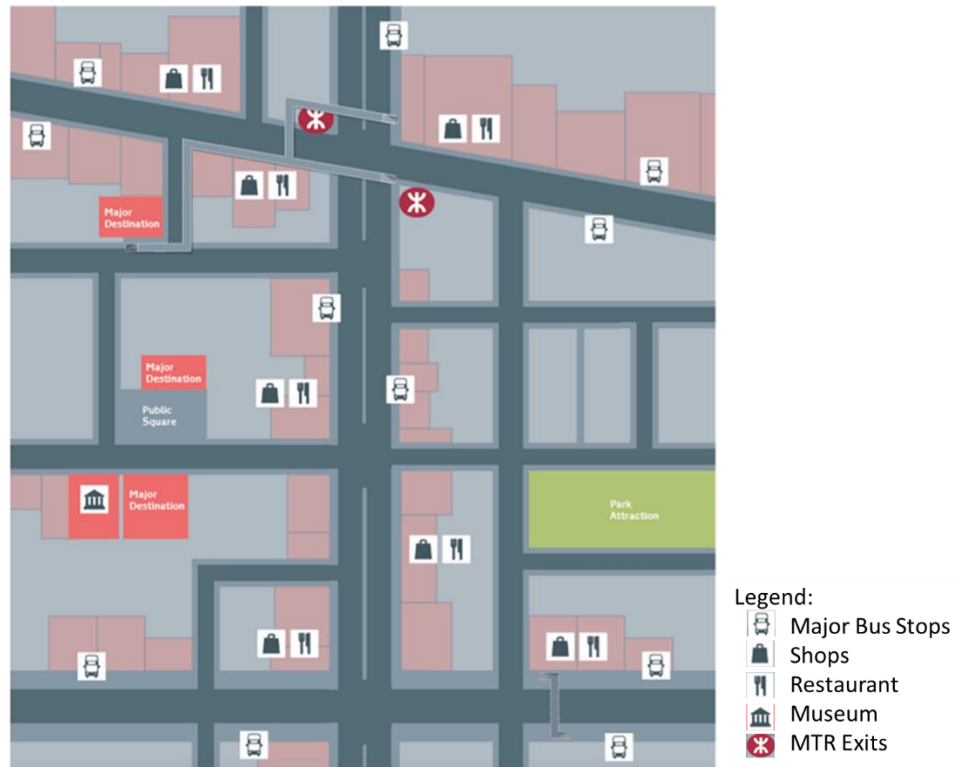 Major
Destination
Major
Destination
Public
Square
Major
Destination
Park
Attraction
Legend:
Major Bus Stops
Shops
Restaurant
Museum
MTR Exits